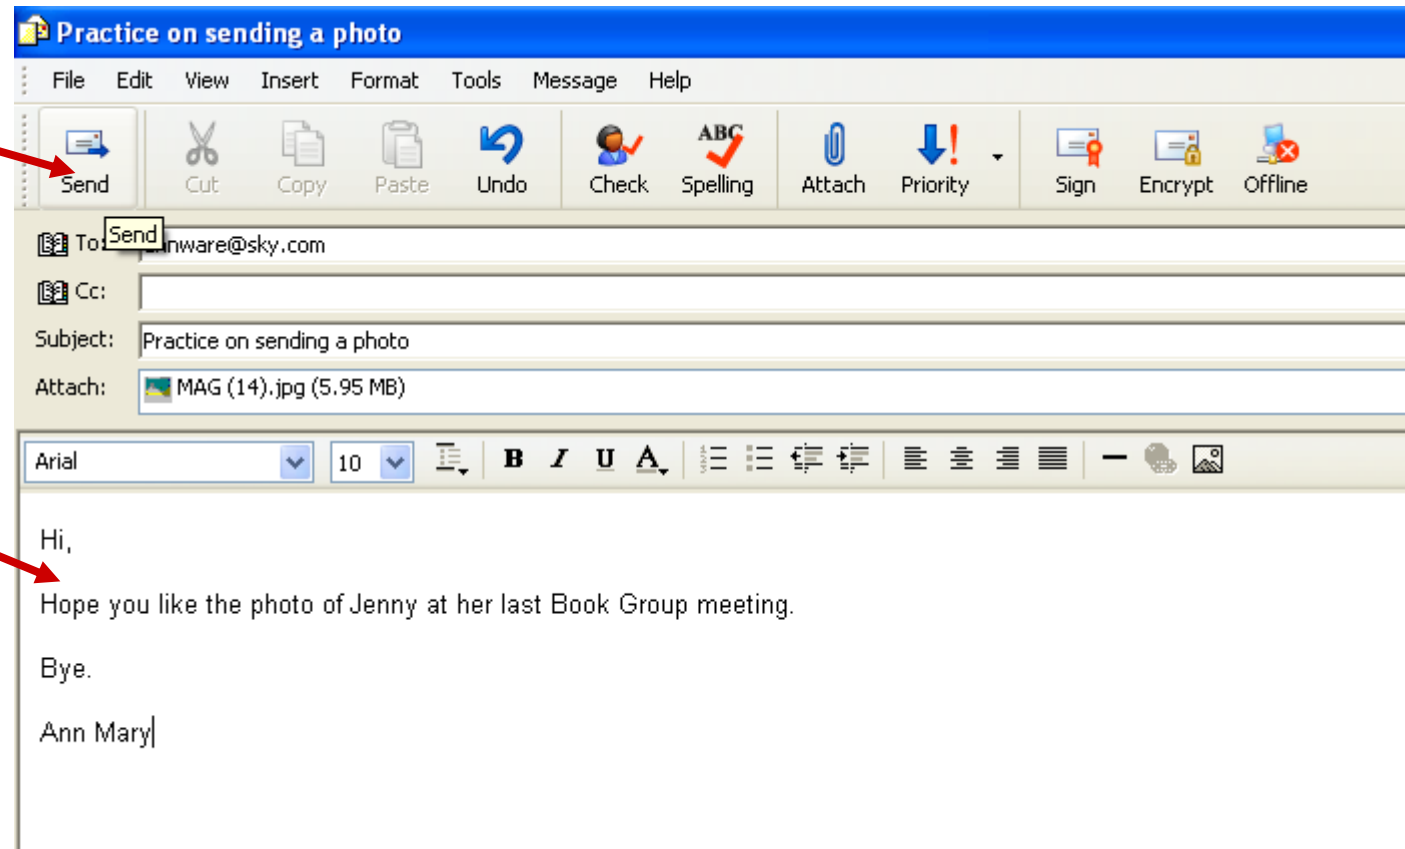 Practice on sending a photo
File Edit View Insert Format Tools Message Help
ABC
Send Cut Copy Paste Undo Check Spelling Attach Priority Sign Encrypt Offline
Send
To:
Cc:
Subject: Practice on sending a photo
Attach: MAG (14).jpg (5.95 MB)
Arial 10 B I U A
Hi,
Hope you like the photo of Jenny at her last Book Group meeting.
Bye.
Ann Mary